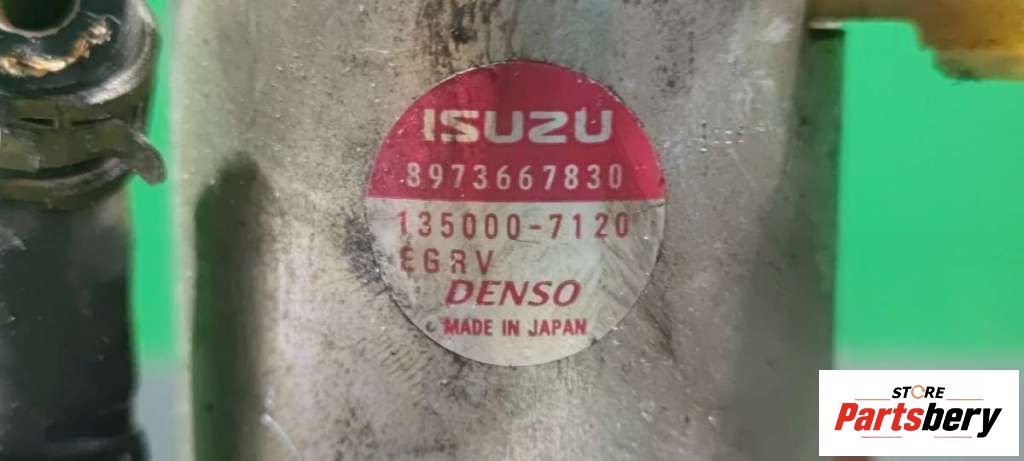 ISUZU
8973667830
135000-7120
EGRV
DENSO
MADE IN JAPAN
STORE
Partsbery